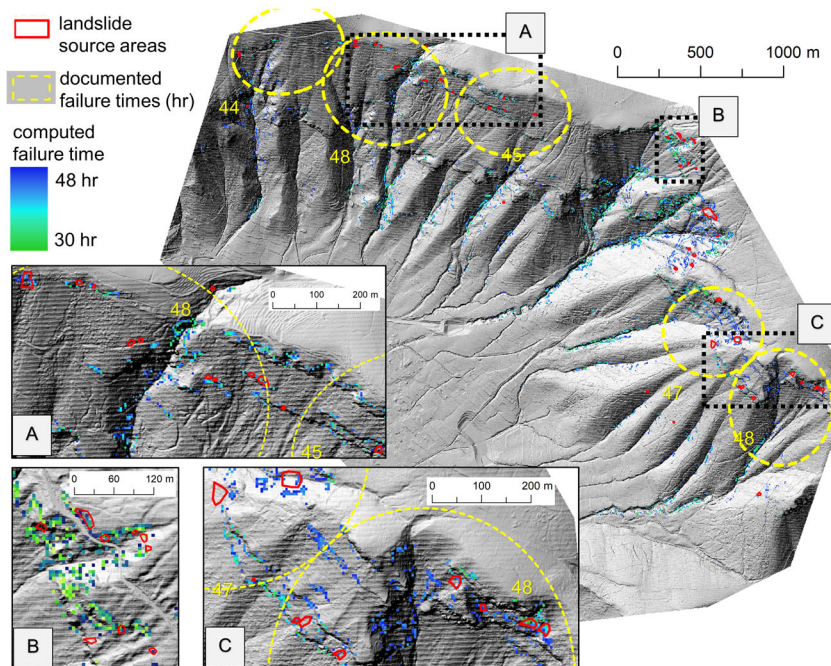 landslide
source areas
documented
failure times (hr)
computed
failure time
48 hr
30 hr
A
0 500 1000 m
B
C
44
48
45
47
48
0 100 200 m
48
45
A
0 60 120 m
B
0 100 200 m
47
48
C